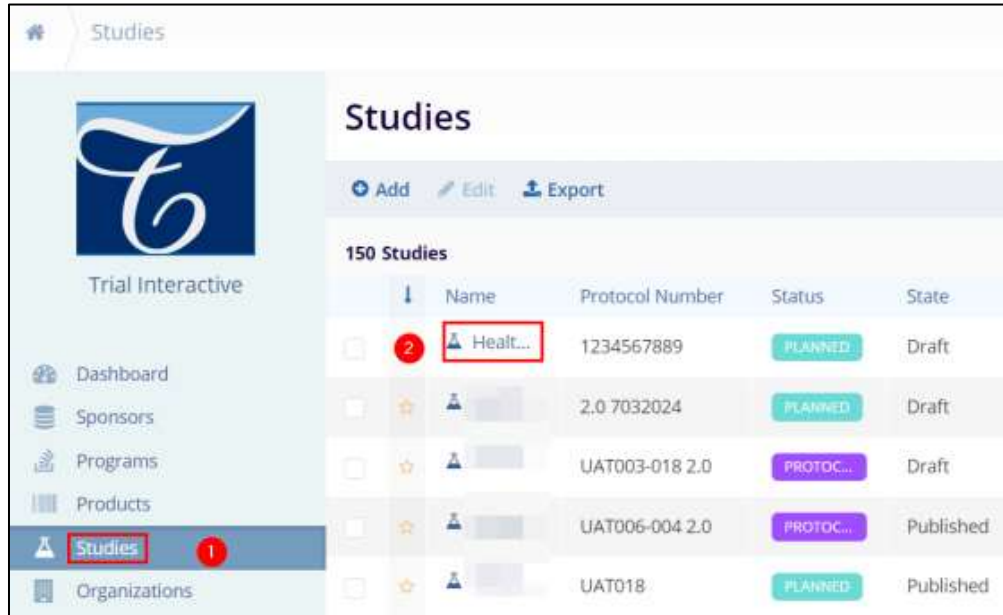 Studies
Trial Interactive
Dashboard
Sponsors
Programs
Products
Studies 1
Organizations
Studies
Add Edit Export
150 Studies
Name Protocol Number Status State
2 Healt... 1234567889 PLANNED Draft
2.0 7032024 PLANNED Draft
UAT003-018 2.0 PROTOC... Draft
UAT006-004 2.0 PROTOC... Published
UAT018 PLANNED Published